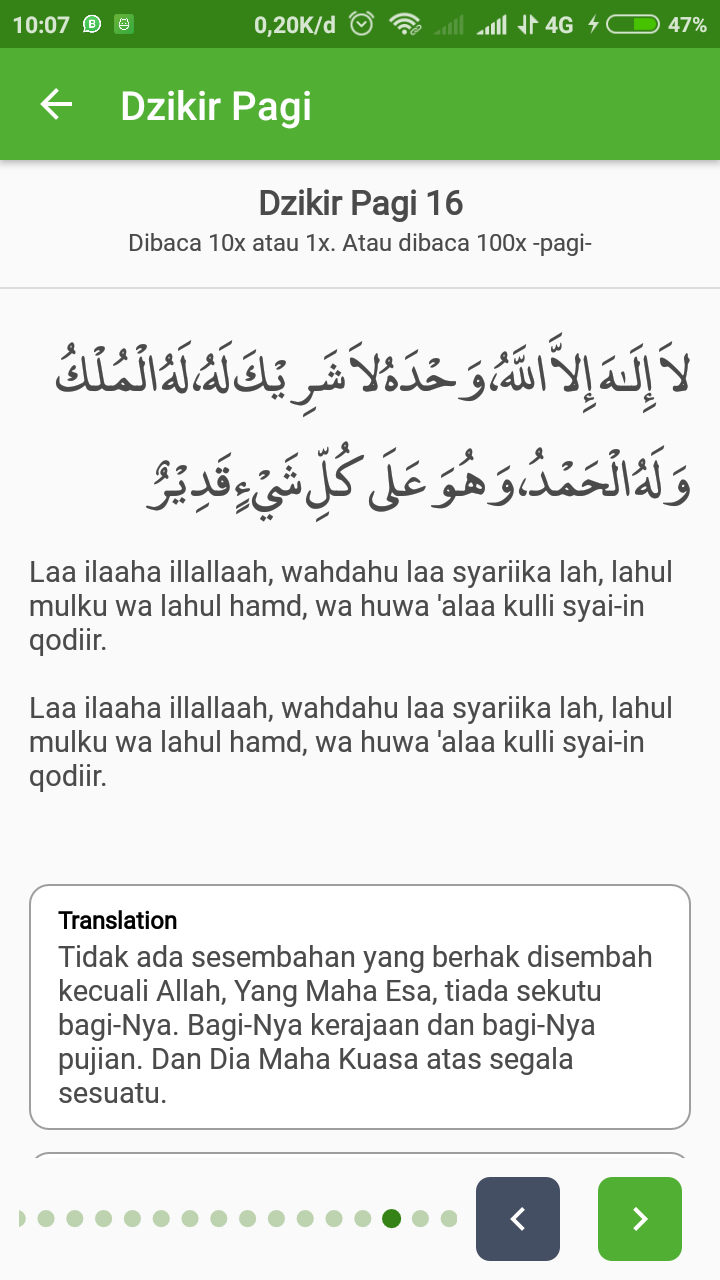 10:07
0,20K/d
4G
47%
Dzikir Pagi
Dzikir Pagi 16
Dibaca 10x atau 1x. Atau dibaca 100x -pagi-
لاَ إِلَـٰهَ إِلاَّ اللَّهُ، وَحْدَهُ لاَ شَرِيْكَ لَهُ، لَهُ الْمُلْكُ
وَلَهُ الْحَمْدُ، وَهُوَ عَلَى كُلِّ شَيْءٍ قَدِيْرٌ
Laa ilaaha illallaah, wahdahu laa syariika lah, lahul
mulku wa lahul hamd, wa huwa 'alaa kulli syai-in
qodiir.
Laa ilaaha illallaah, wahdahu laa syariika lah, lahul
mulku wa lahul hamd, wa huwa 'alaa kulli syai-in
qodiir.
Translation
Tidak ada sesembahan yang berhak disembah
kecuali Allah, Yang Maha Esa, tiada sekutu
bagi-Nya. Bagi-Nya kerajaan dan bagi-Nya
pujian. Dan Dia Maha Kuasa atas segala
sesuatu.